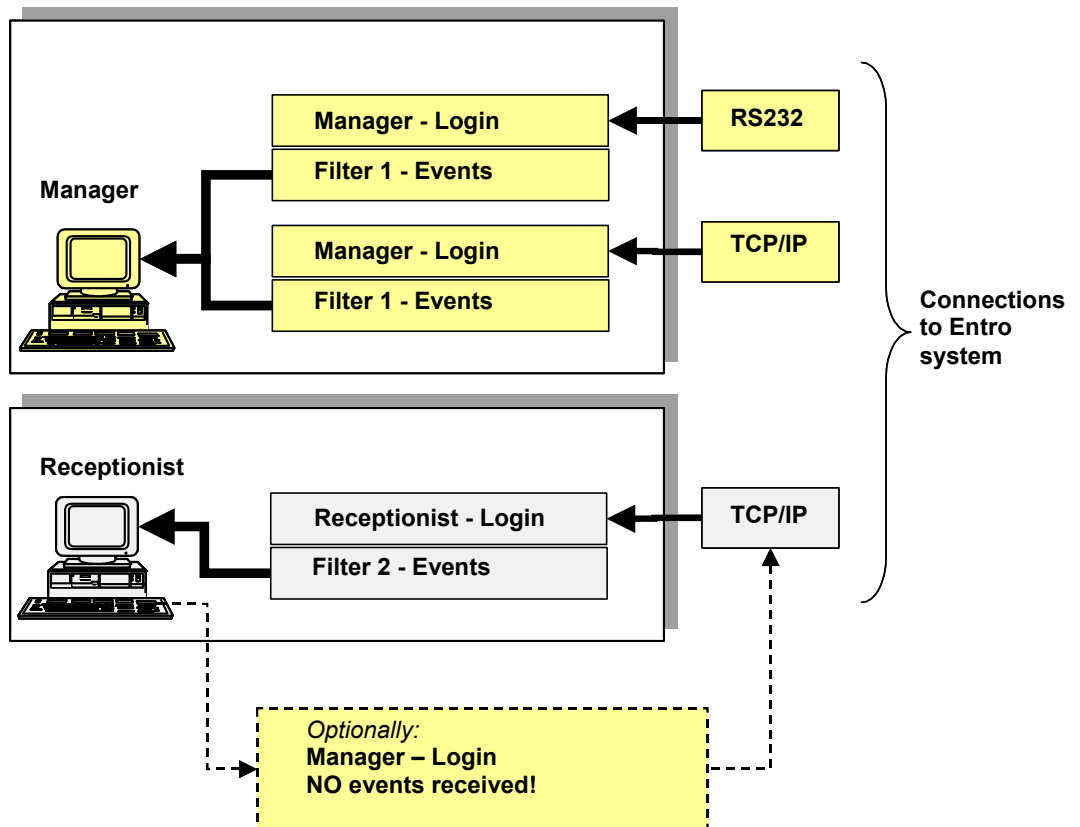 Manager - Login
RS232
Filter 1 - Events
Manager
Manager - Login
TCP/IP
Filter 1 - Events
Connections
to Entro
system
Receptionist
Receptionist - Login
TCP/IP
Filter 2 - Events
Optionally:
Manager – Login
NO events received!